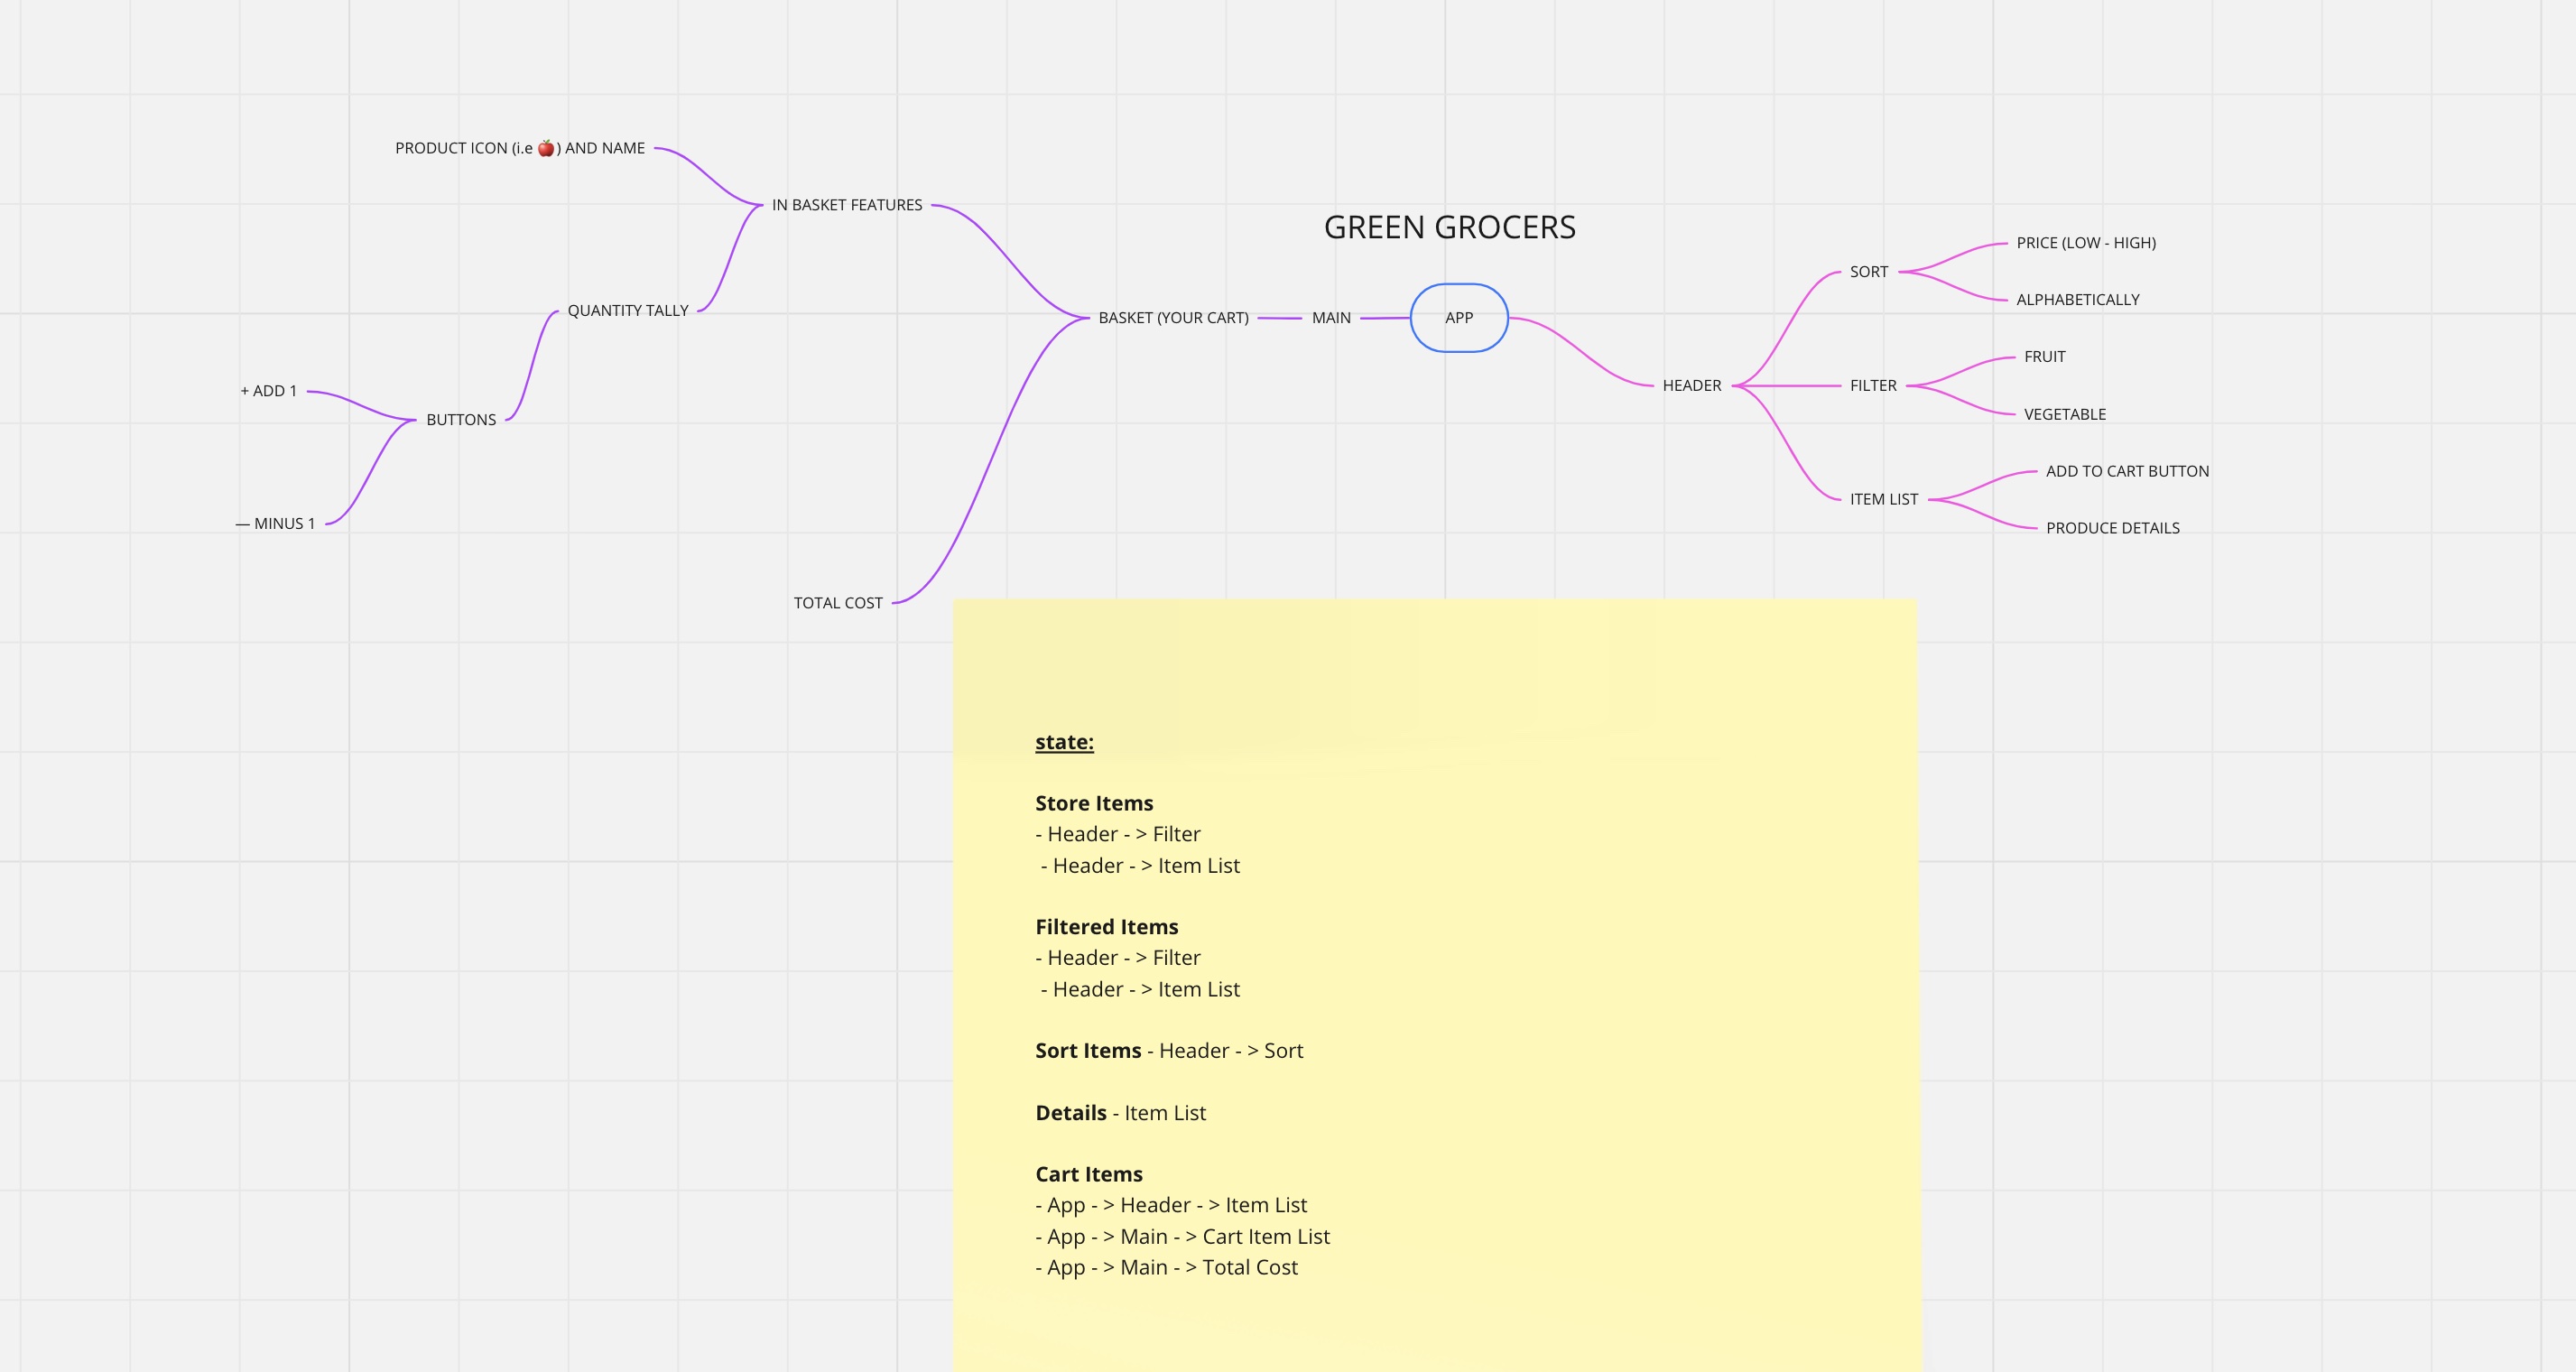 PRODUCT ICON (i.e 🍎) AND NAME
IN BASKET FEATURES
QUANTITY TALLY
BUTTONS
+ ADD 1
— MINUS 1
TOTAL COST
BASKET (YOUR CART)
MAIN
GREEN GROCERS
APP
HEADER
SORT
PRICE (LOW - HIGH)
ALPHABETICALLY
FILTER
FRUIT
VEGETABLE
ITEM LIST
ADD TO CART BUTTON
PRODUCE DETAILS
state:
Store Items
- Header - > Filter
- Header - > Item List
Filtered Items
- Header - > Filter
- Header - > Item List
Sort Items - Header - > Sort
Details - Item List
Cart Items
- App - > Header - > Item List
- App - > Main - > Cart Item List
- App - > Main - > Total Cost